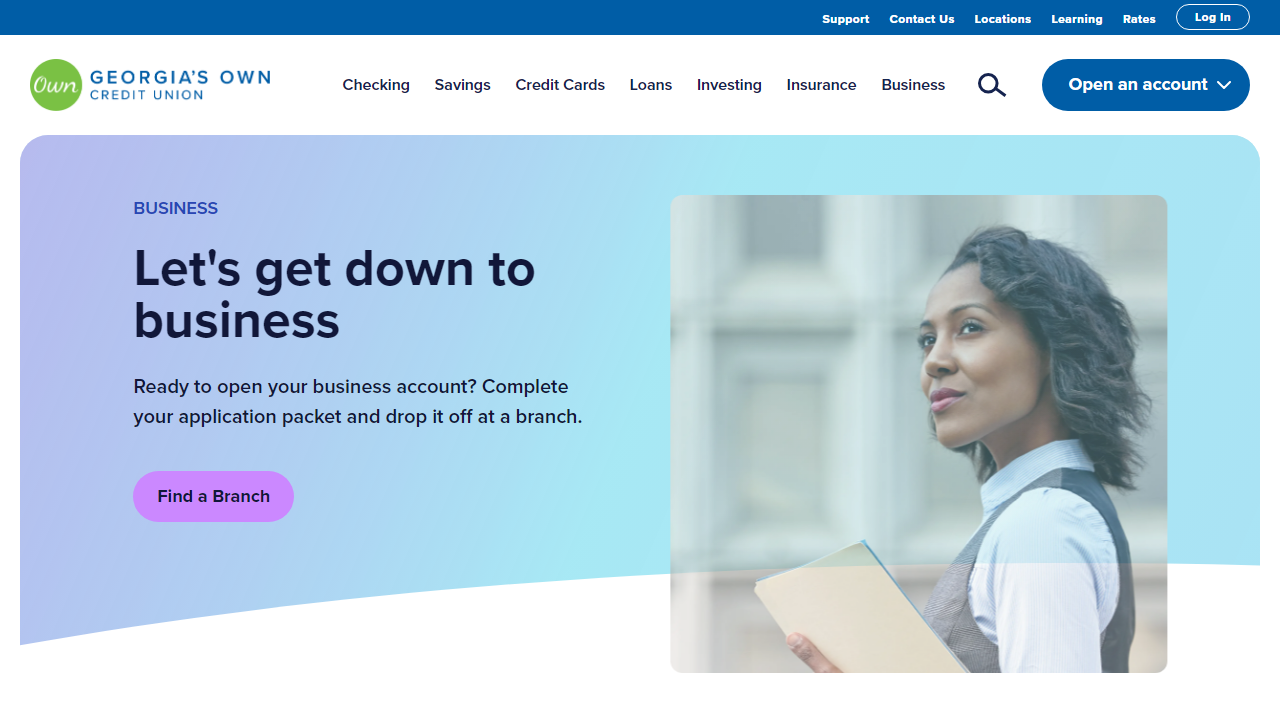 Support Contact Us Locations Learning Rates Log In
Own GEORGIA'S OWN
CREDIT UNION
Checking Savings Credit Cards Loans Investing Insurance Business Open an account
BUSINESS
Let's get down to
business
Ready to open your business account? Complete
your application packet and drop it off at a branch.
Find a Branch